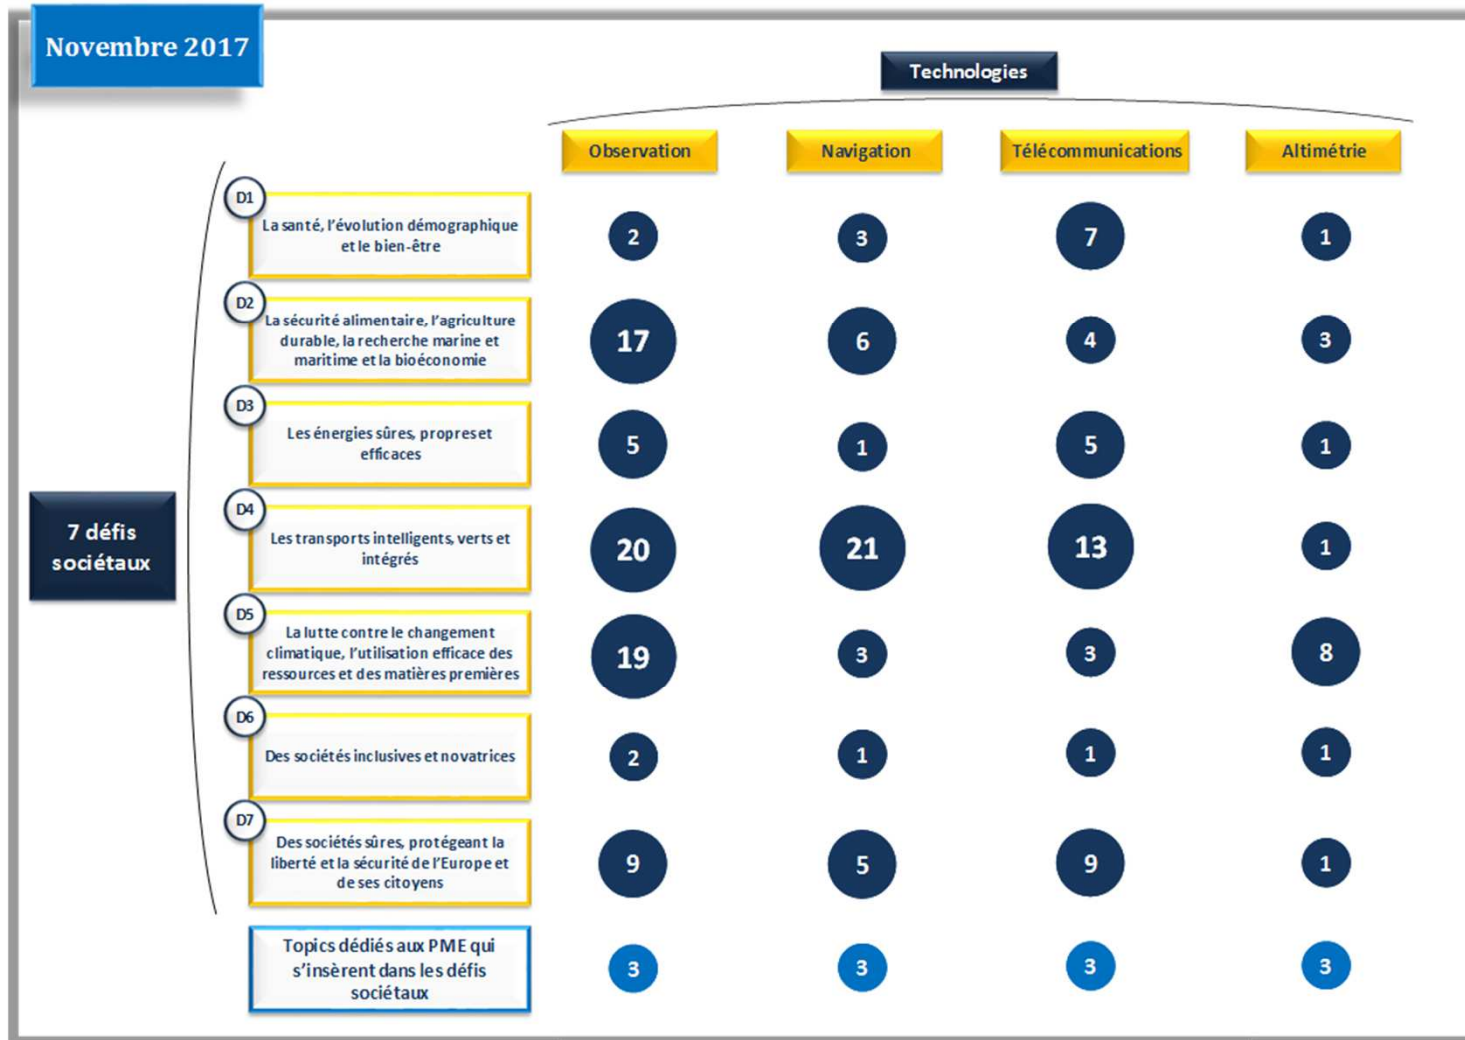 Novembre 2017
Technologies
Observation
Navigation
Télécommunications
Altimétrie
7 défis
sociétaux
D1
La santé, l'évolution démographique
et le bien-être
2
3
7
1
D2
La sécurité alimentaire, l'agriculture
durable, la recherche marine et
maritime et la bioéconomie
17
6
4
3
D3
Les énergies sûres, propres et
efficaces
5
1
5
1
D4
Les transports intelligents, verts et
intégrés
20
21
13
1
D5
La lutte contre le changement
climatique, l'utilisation efficace des
ressources et des matières premières
19
3
3
8
D6
Des sociétés inclusives et novatrices
2
1
1
1
D7
Des sociétés sûres, protégeant la
liberté et la sécurité de l'Europe et
de ses citoyens
9
5
9
1
Topics dédiés aux PME qui
s'insèrent dans les défis
sociétaux
3
3
3
3